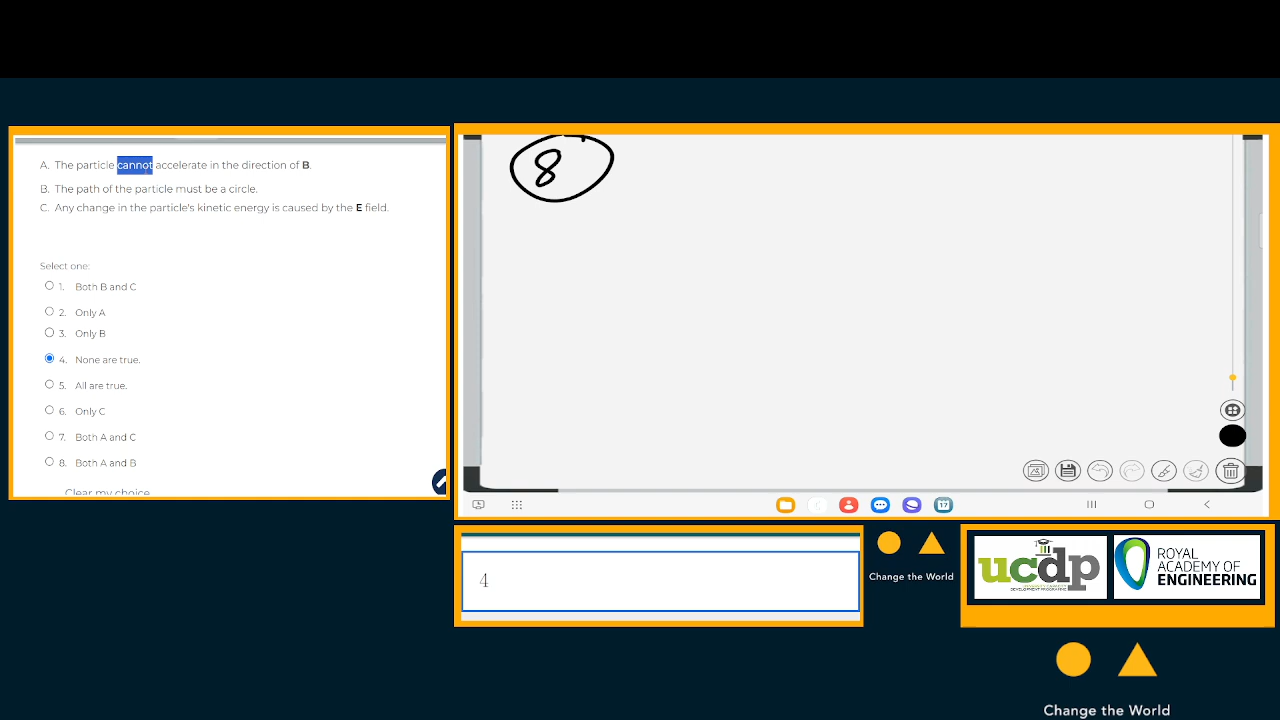 A. The particle cannot accelerate in the direction of B.
B. The path of the particle must be a circle.
C. Any change in the particle's kinetic energy is caused by the E field.
Select one:
1. Both B and C
2. Only A
3. Only B
4. None are true.
5. All are true.
6. Only C
7. Both A and C
8. Both A and B
Clear my choice
8
17
4
Change the World
ucdp
ROYAL
ACADEMY OF
ENGINEERING
Change the World